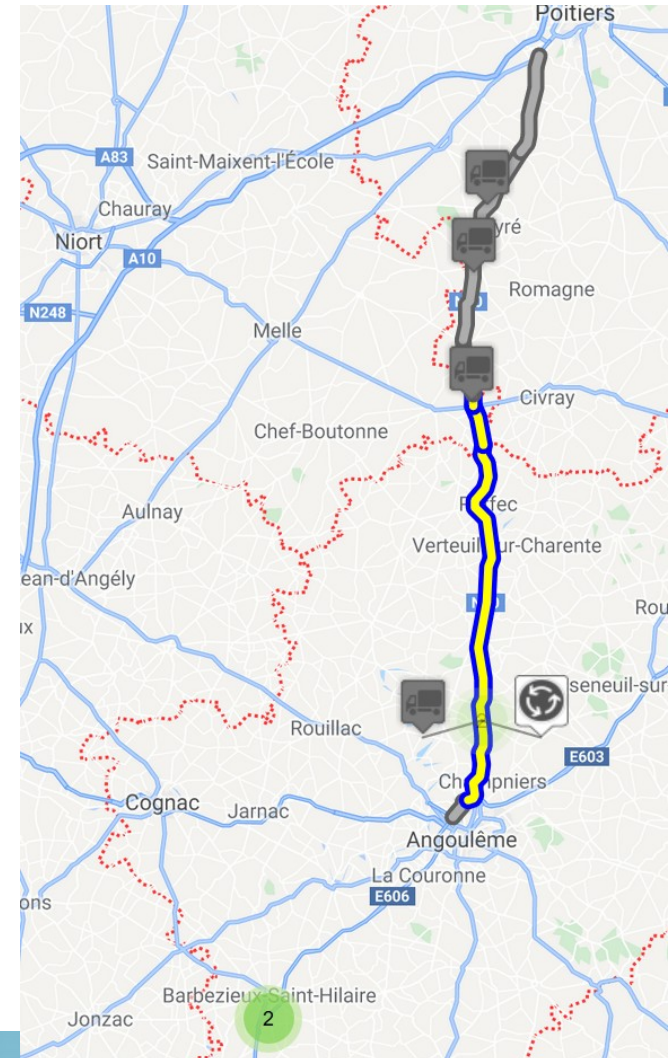 Poitiers
A83
Saint-Maixent-l'École
Chauray
yré
Niort
A10
Romagne
N248
Melle
Civray
Chef-Boutonne
Aulnay
Verteuil-sur-Charente
ean-d'Angély
Rou
ux
seneuil-sur
Rouillac
E603
Champniers
Cognac
Jarnac
Angoulême
La Couronne
ons
E606
Barbezieux-Saint-Hilaire
2
Jonzac